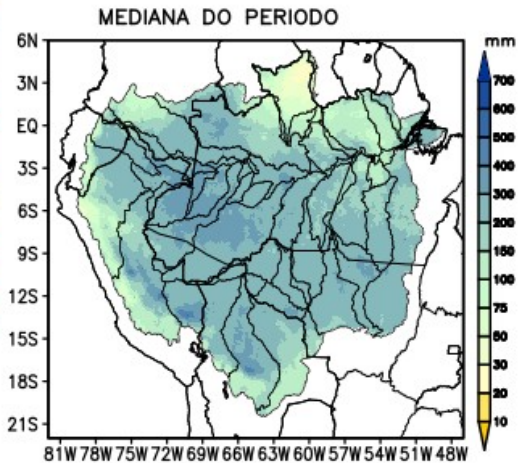 MEDIANA DO PERIODO
mm
6N
3N
EQ
3S
6S
9S
12S
15S
18S
21S
700
600
500
400
300
200
150
100
75
50
30
20
10
81W 78W 75W 72W 69W 66W 63W 60W 57W 54W 51W 48W